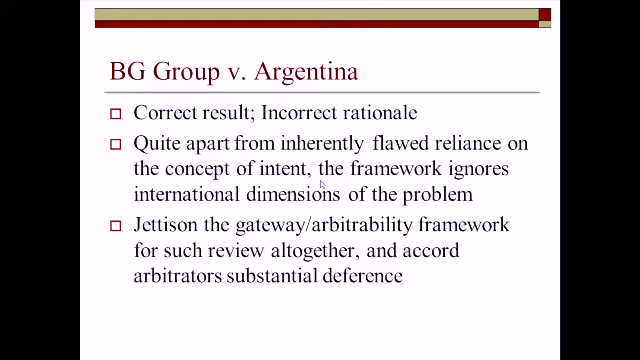 BG Group v. Argentina
Correct result; Incorrect rationale
Quite apart from inherently flawed reliance on
the concept of intent, the framework ignores
international dimensions of the problem
Jettison the gateway/arbitrability framework
for such review altogether, and accord
arbitrators substantial deference